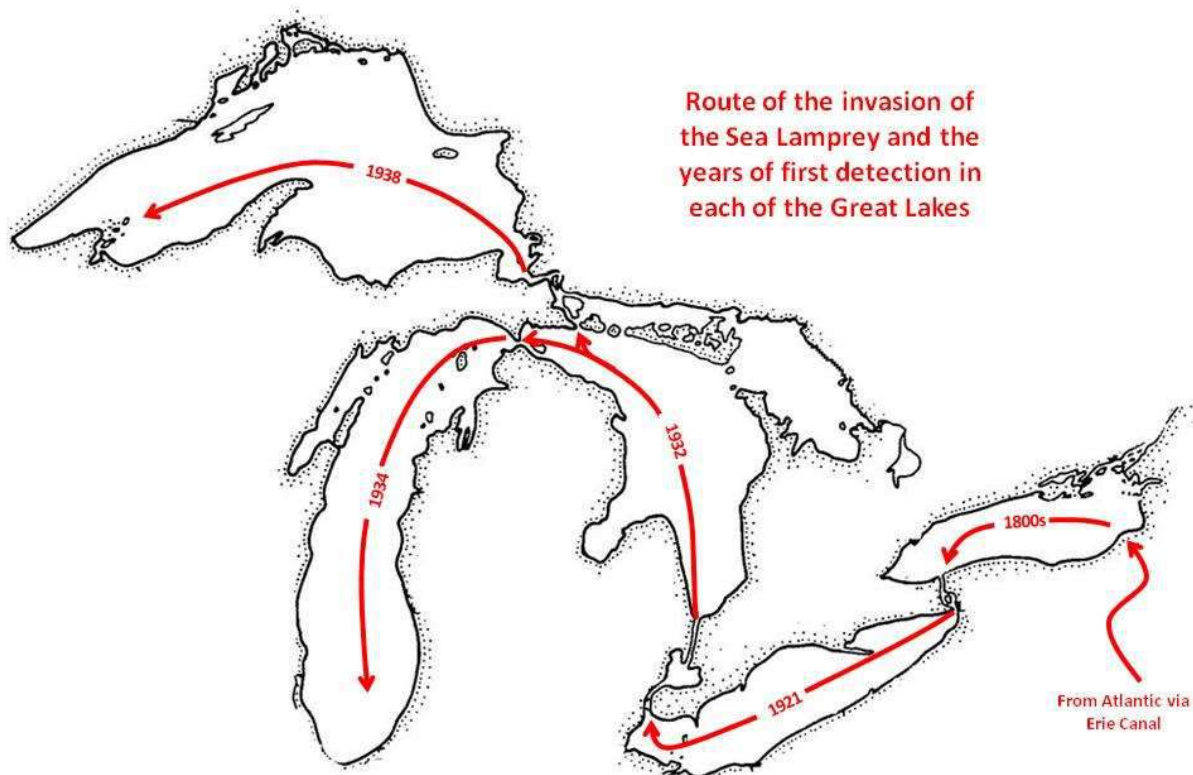 Route of the invasion of
the Sea Lamprey and the
years of first detection in
each of the Great Lakes
1938
1932
1934
1800s
1921
From Atlantic via
Erie Canal